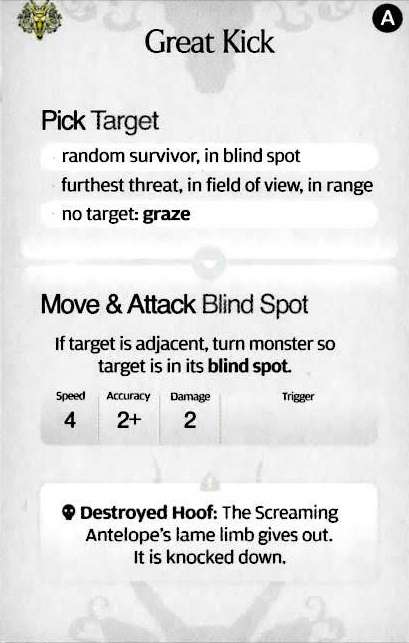 A
Great Kick
Pick Target
random survivor, in blind spot
furthest threat, in field of view, in range
no target: graze
Move & Attack Blind Spot
If target is adjacent, turn monster so
target is in its blind spot.
Speed Accuracy Damage Trigger
4 2+ 2
Destroyed Hoof: The Screaming
Antelope's lame limb gives out.
It is knocked down.